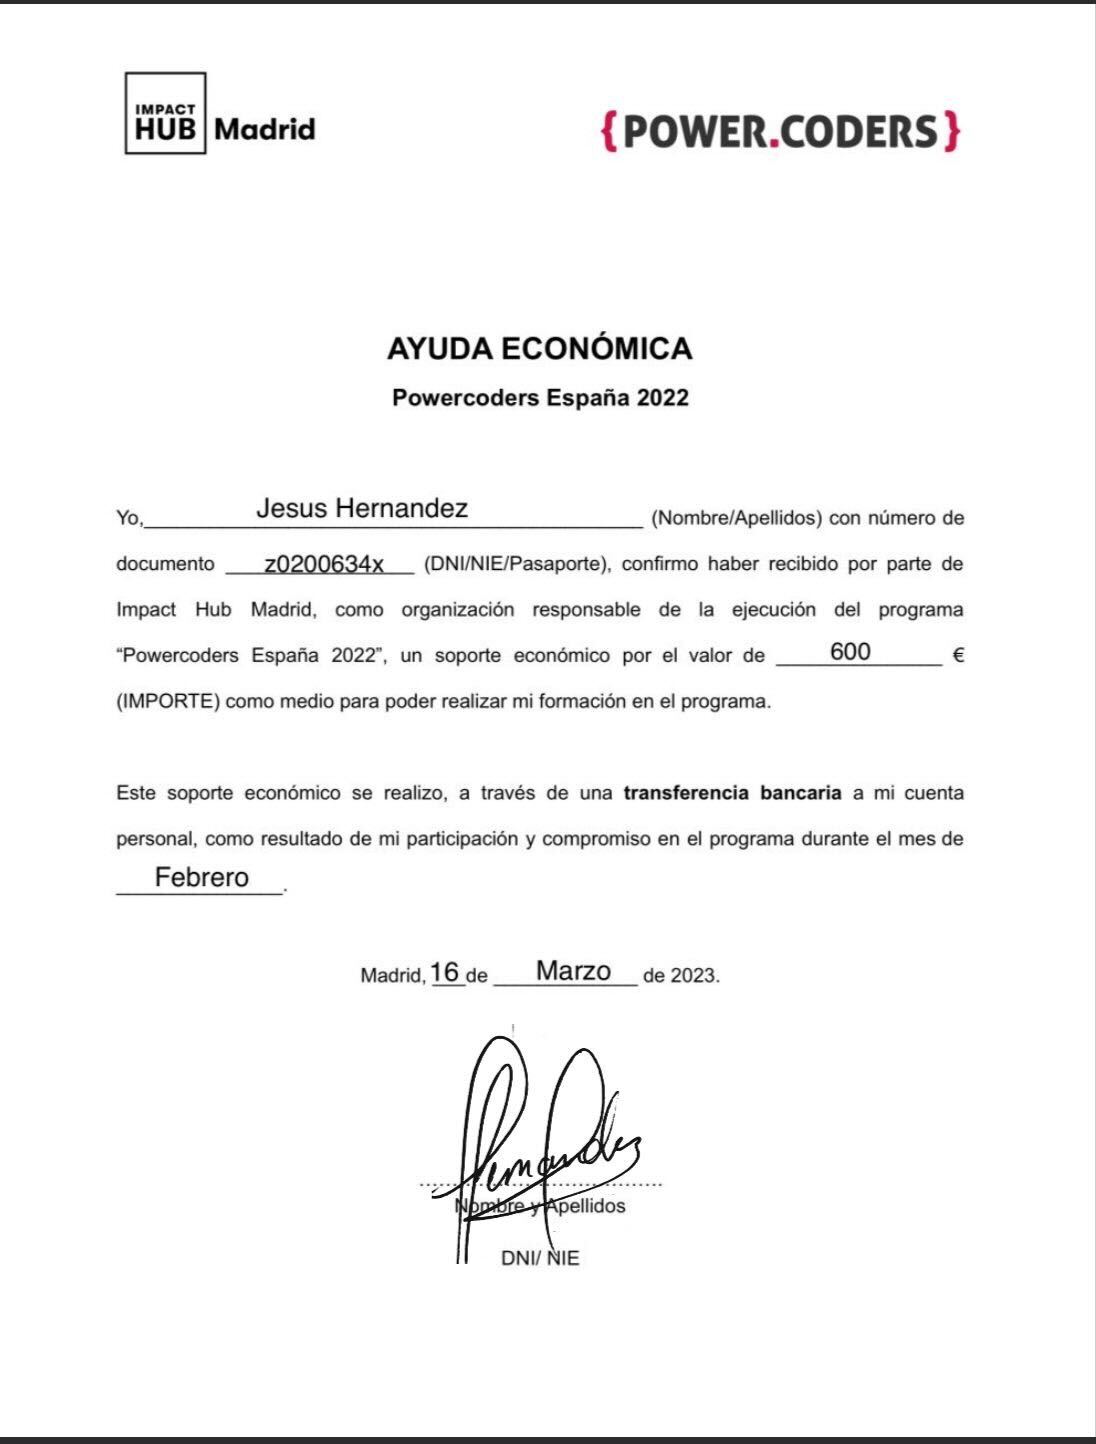 IMPACT
HUB Madrid
{POWER.CODERS}
AYUDA ECONÓMICA
Powercoders España 2022
Yo, Jesus Hernandez (Nombre/Apellidos) con número de
documento z0200634x (DNI/NIE/Pasaporte), confirmo haber recibido por parte de
Impact Hub Madrid, como organización responsable de la ejecución del programa
“Powercoders España 2022”, un soporte económico por el valor de 600 €
(IMPORTE) como medio para poder realizar mi formación en el programa.
Este soporte económico se realizo, a través de una transferencia bancaria a mi cuenta
personal, como resultado de mi participación y compromiso en el programa durante el mes de
Febrero.
Madrid, 16 de Marzo de 2023.
Hernandez
Nombre y Apellidos
DNI/ NIE